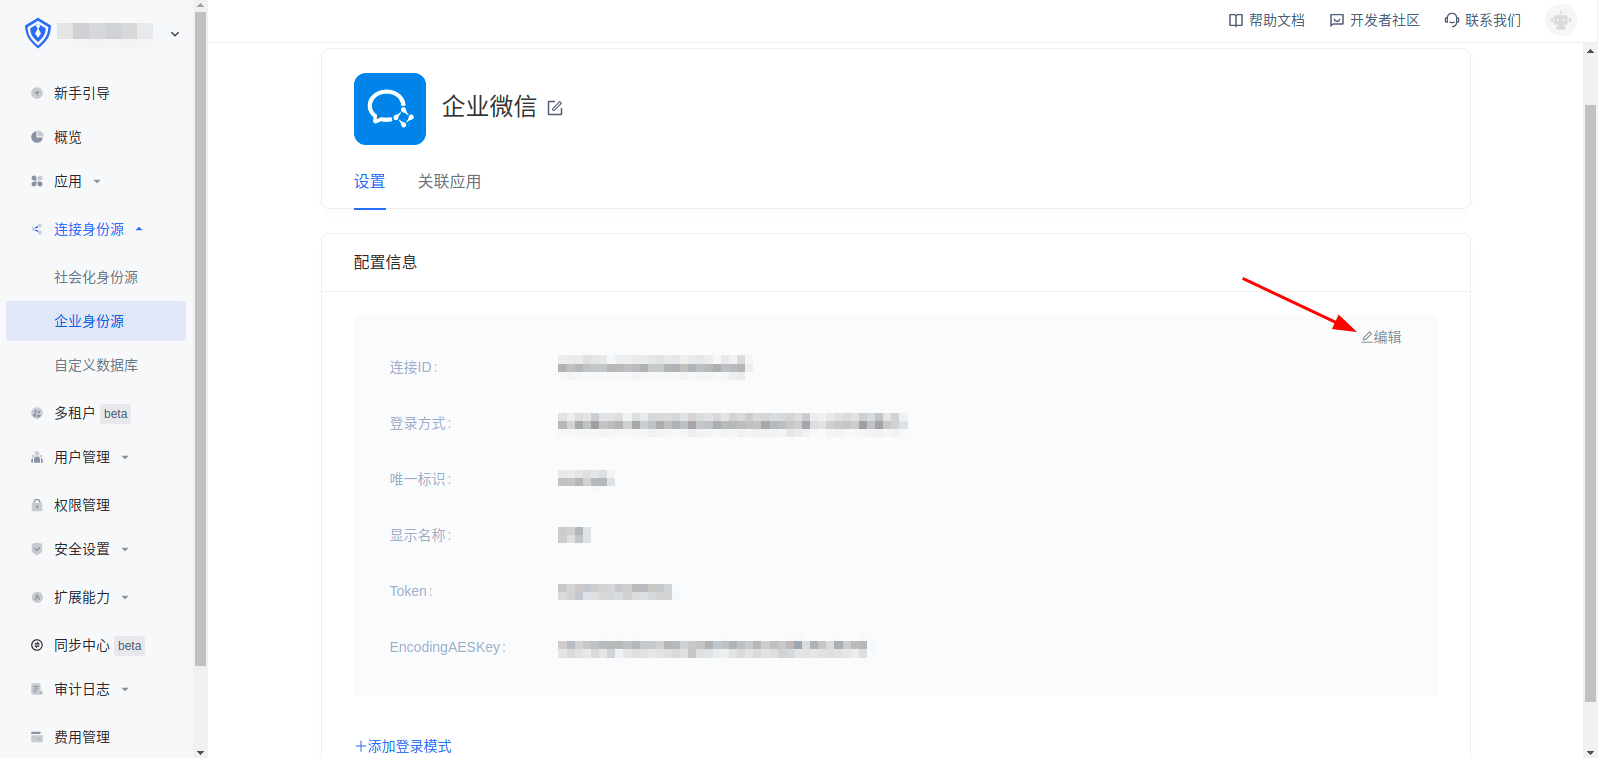 帮助文档
开发者社区
联系我们
新手引导
概览
应用
连接身份源
社会化身份源
企业身份源
自定义数据库
多租户 beta
用户管理
权限管理
安全设置
扩展能力
同步中心 beta
审计日志
费用管理
企业微信
设置 关联应用
配置信息
编辑
连接ID：
登录方式：
唯一标识：
显示名称：
Token：
EncodingAESKey：
+添加登录模式